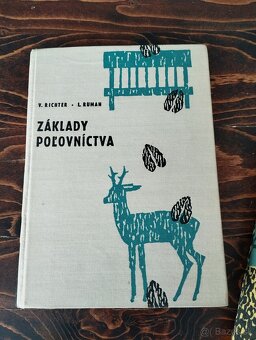 V. RICHTER • L. RUMAN
ZÁKLADY
POĽOVNÍCTVA